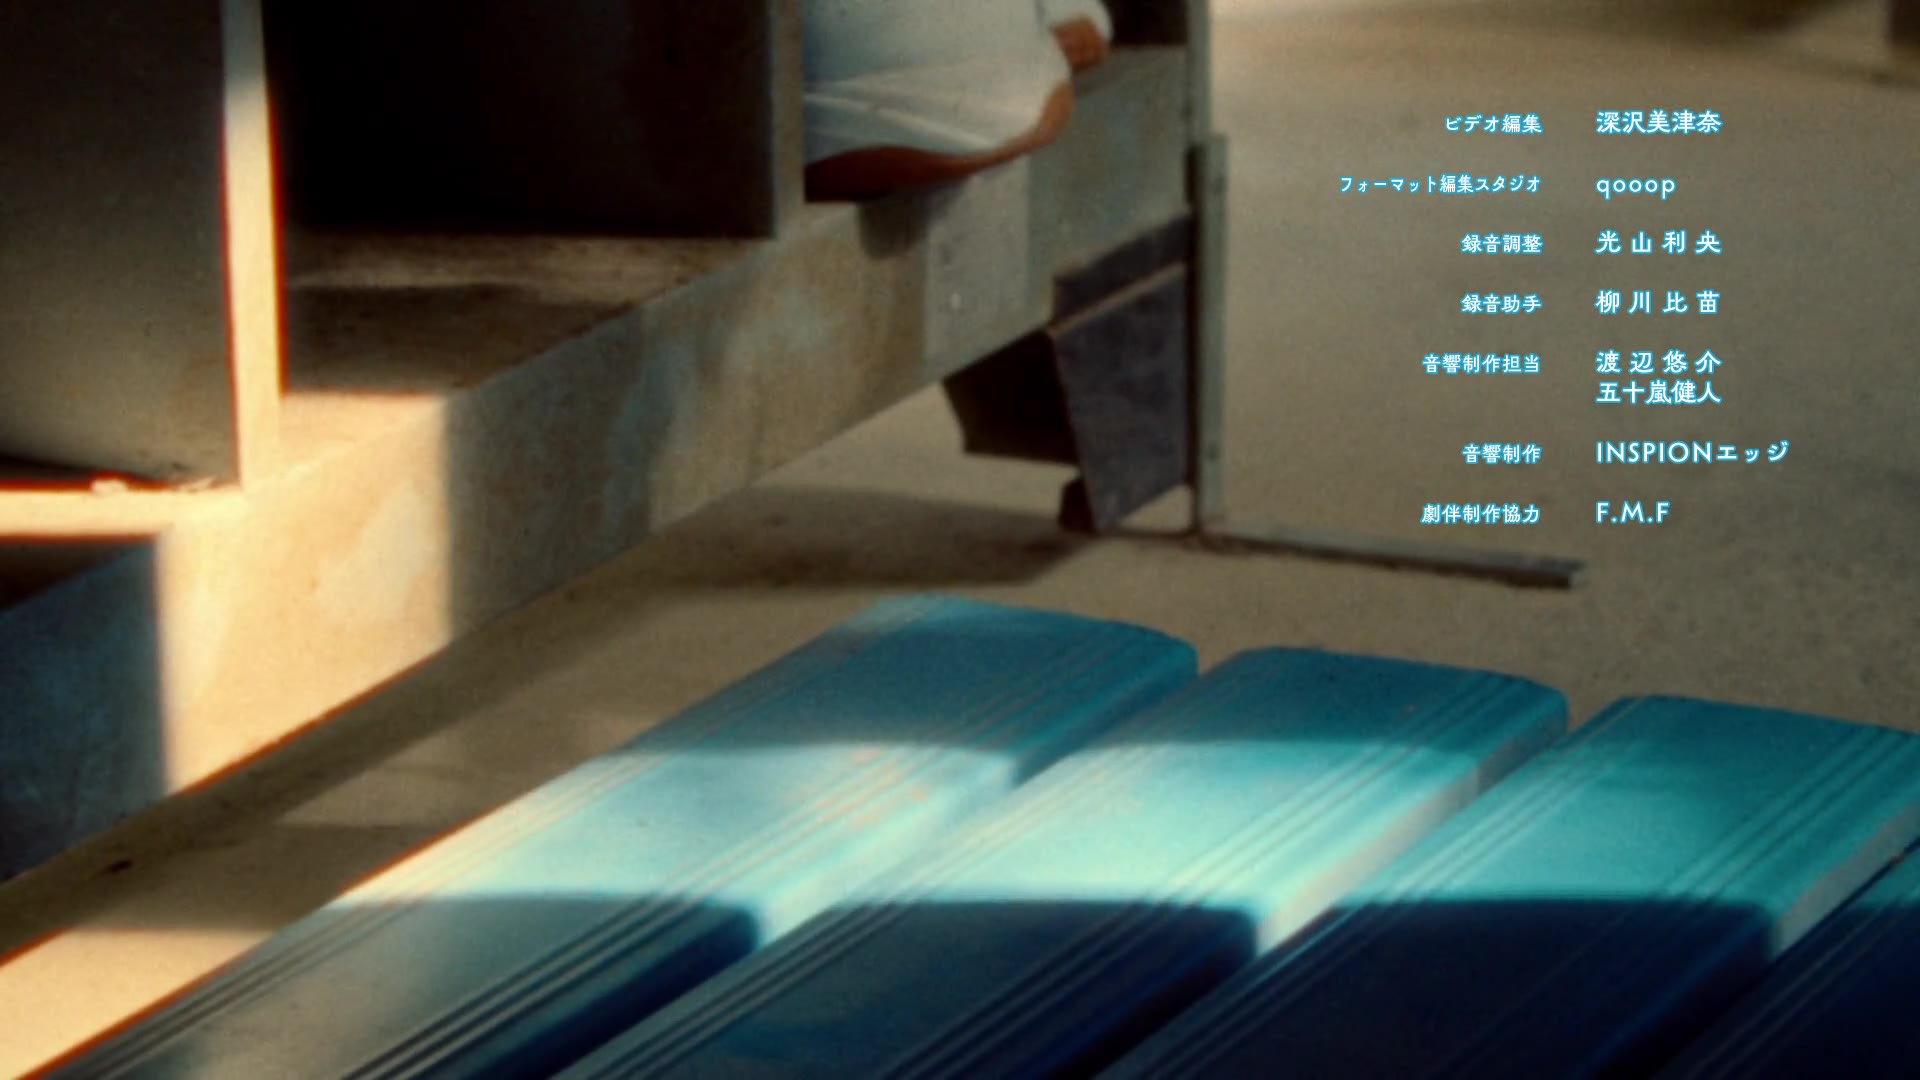 ビデオ編集 深沢美津奈
フォーマット編集スタジオ qooop
録音調整 光山利央
録音助手 柳川比苗
音響制作担当 渡辺悠介
五十嵐健人
音響制作 INSPIONエッジ
劇伴制作協力 F.M.F